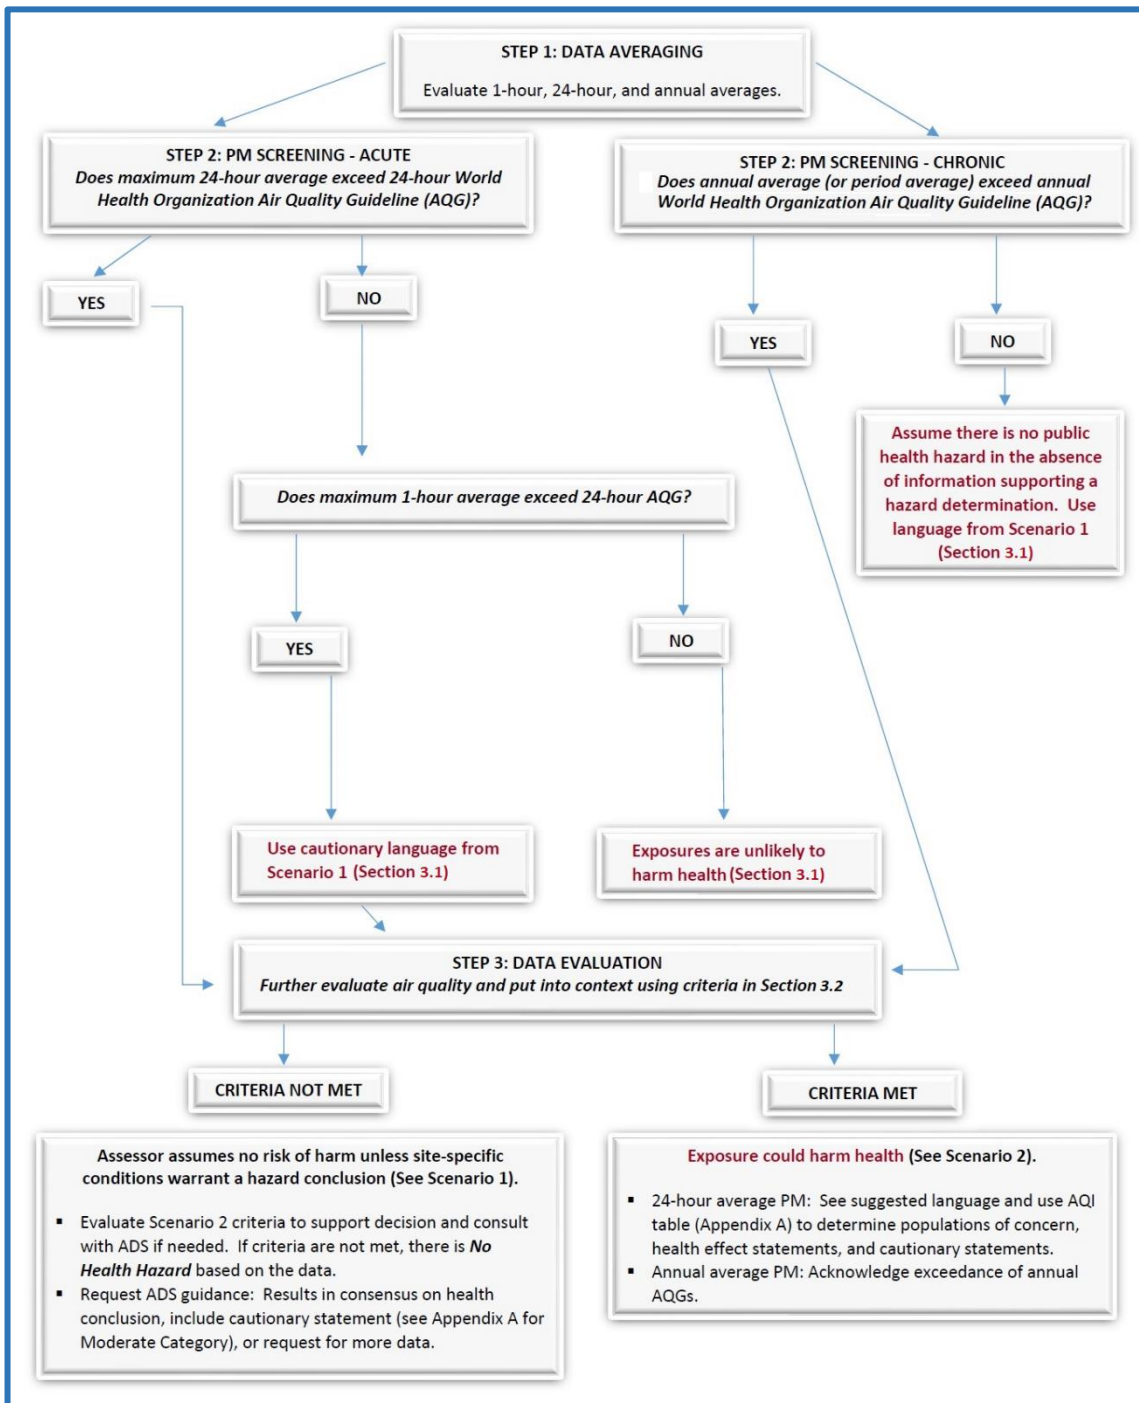 STEP 1: DATA AVERAGING
Evaluate 1-hour, 24-hour, and annual averages.
STEP 2: PM SCREENING - ACUTE
Does maximum 24-hour average exceed 24-hour World
Health Organization Air Quality Guideline (AQG)?
STEP 2: PM SCREENING - CHRONIC
Does annual average (or period average) exceed annual
World Health Organization Air Quality Guideline (AQG)?
YES
NO
YES
NO
Assume there is no public
health hazard in the absence
of information supporting a
hazard determination. Use
language from Scenario 1
(Section 3.1)
Does maximum 1-hour average exceed 24-hour AQG?
YES
NO
Use cautionary language from
Scenario 1 (Section 3.1)
Exposures are unlikely to
harm health (Section 3.1)
STEP 3: DATA EVALUATION
Further evaluate air quality and put into context using criteria in Section 3.2
CRITERIA NOT MET
CRITERIA MET
Assessor assumes no risk of harm unless site-specific
conditions warrant a hazard conclusion (See Scenario 1).
▪ Evaluate Scenario 2 criteria to support decision and consult
with ADS if needed. If criteria are not met, there is No
Health Hazard based on the data.
▪ Request ADS guidance: Results in consensus on health
conclusion, include cautionary statement (see Appendix A for
Moderate Category), or request for more data.
Exposure could harm health (See Scenario 2).
▪ 24-hour average PM: See suggested language and use AQI
table (Appendix A) to determine populations of concern,
health effect statements, and cautionary statements.
▪ Annual average PM: Acknowledge exceedance of annual
AQGs.